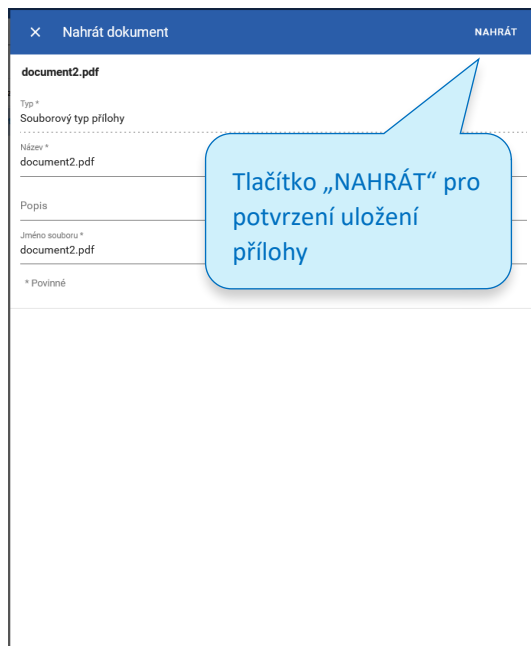 × Nahrát dokument NAHRÁT
document2.pdf
Typ *
Souborový typ přílohy
Název *
document2.pdf
Popis
Jméno souboru *
document2.pdf
* Povinné
Tlačítko „NAHRÁT“ pro
potvrzení uložení
přílohy